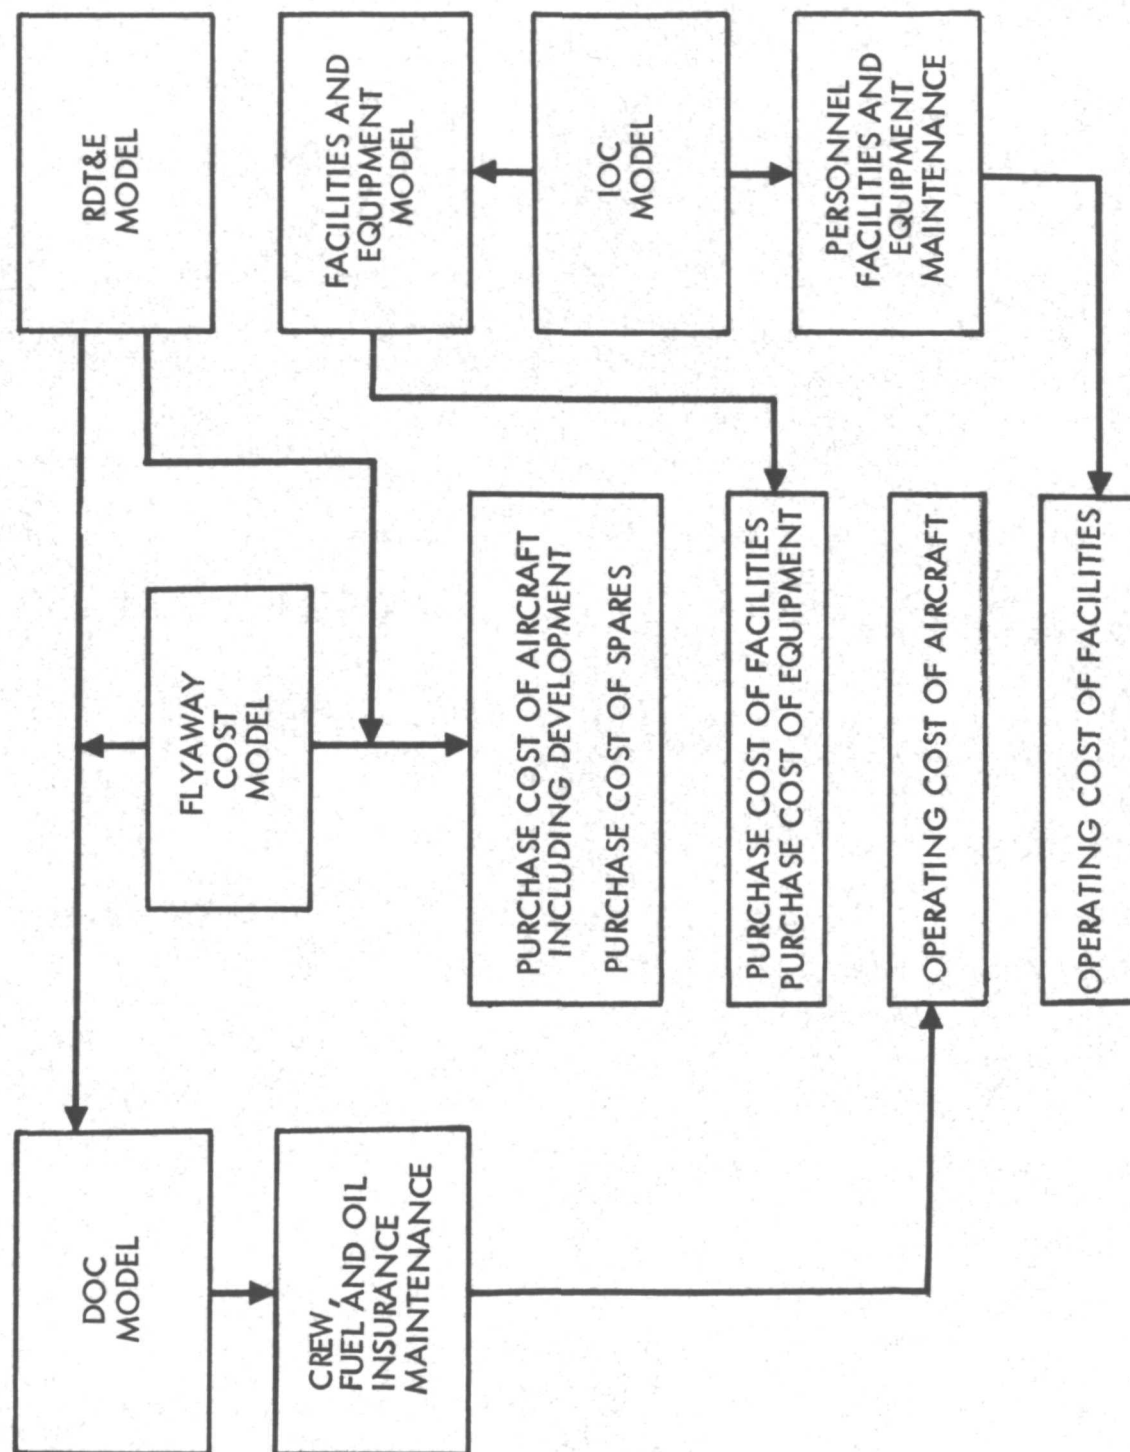 DOC
MODEL
CREW,
FUEL AND OIL
INSURANCE
MAINTENANCE
FLYAWAY
COST
MODEL
RDT&E
MODEL
FACILITIES AND
EQUIPMENT
MODEL
IOC
MODEL
PERSONNEL
FACILITIES AND
EQUIPMENT
MAINTENANCE
PURCHASE COST OF AIRCRAFT
INCLUDING DEVELOPMENT
PURCHASE COST OF SPARES
PURCHASE COST OF FACILITIES
PURCHASE COST OF EQUIPMENT
OPERATING COST OF AIRCRAFT
OPERATING COST OF FACILITIES